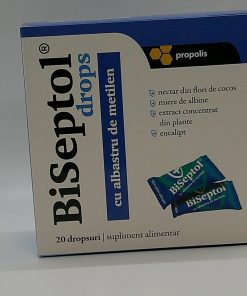 BiSeptol®
drops
cu albastru de metilen
propolis
nectar din flori de cocos
miere de albine
extract concentrat
din plante
eucalipt
BiSeptol
BiSeptol
20 dropsuri | supliment alimentar